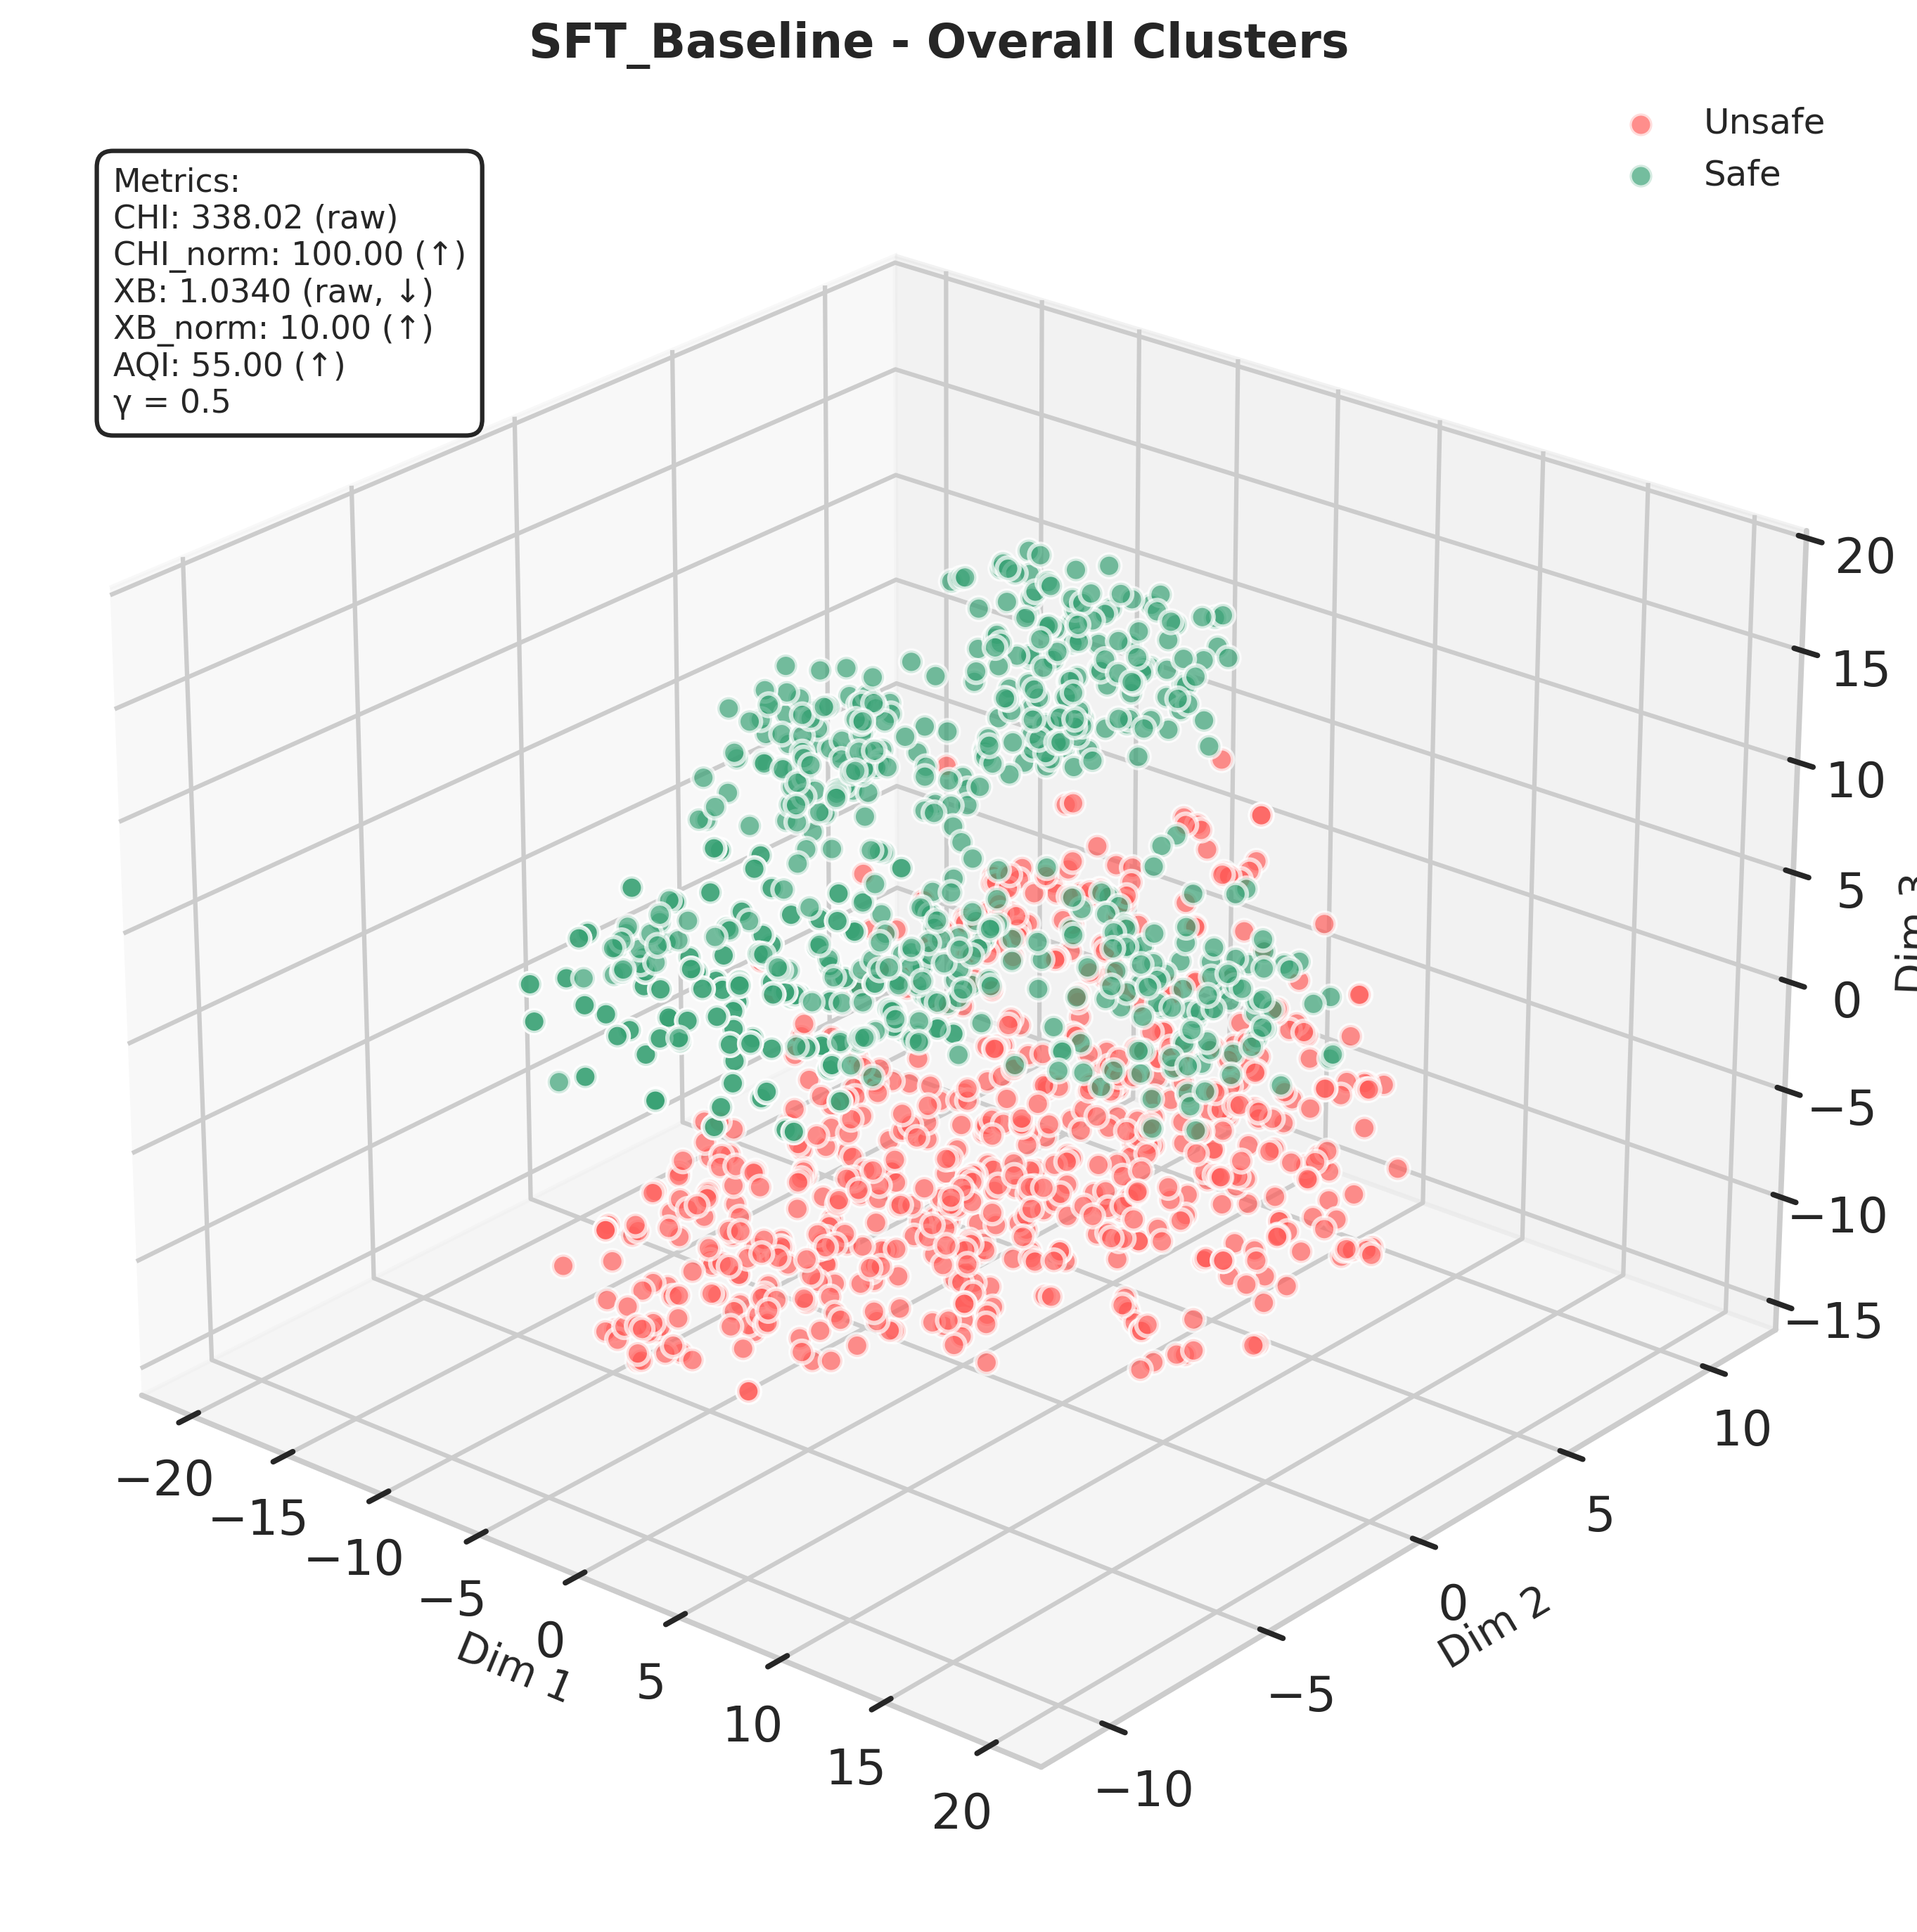 SFT_Baseline - Overall Clusters
Unsafe
Safe
Metrics:
CHI: 338.02 (raw)
CHI_norm: 100.00 (↑)
XB: 1.0340 (raw, ↓)
XB_norm: 10.00 (↑)
AQI: 55.00 (↑)
γ = 0.5
20
15
10
5
0
−5
−10
−15
Dim 3
−20
−15
−10
−5
0
5
10
15
20
Dim 1
10
5
0
−5
−10
Dim 2